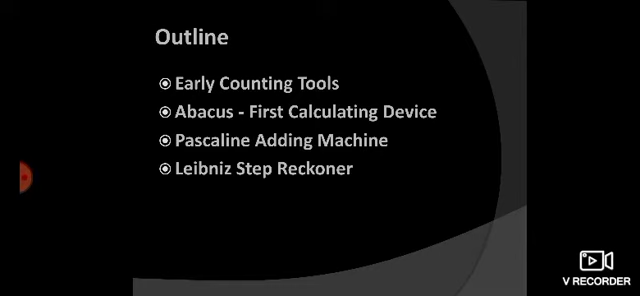 Outline
Early Counting Tools
Abacus - First Calculating Device
Pascaline Adding Machine
Leibniz Step Reckoner
V RECORDER